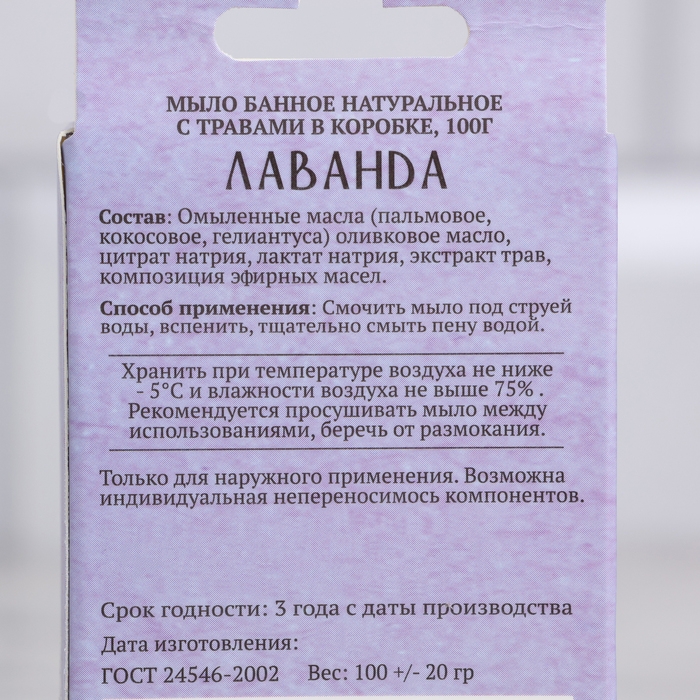 МЫЛО БАННОЕ НАТУРАЛЬНОЕ
С ТРАВАМИ В КОРОБКЕ, 100Г
ЛАВАНДА
Состав: Омыленные масла (пальмовое,
кокосовое, гелиантуса) оливковое масло,
цитрат натрия, лактат натрия, экстракт трав,
композиция эфирных масел.
Способ применения: Смочить мыло под струей
воды, вспенить, тщательно смыть пену водой.
Хранить при температуре воздуха не ниже
- 5°С и влажности воздуха не выше 75% .
Рекомендуется просушивать мыло между
использованиями, беречь от размокания.
Только для наружного применения. Возможна
индивидуальная непереносимось компонентов.
Срок годности: 3 года с даты производства
Дата изготовления:
ГОСТ 24546-2002 Вес: 100 +/- 20 гр